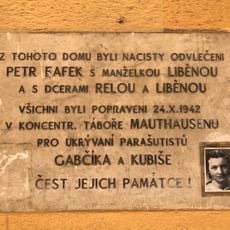 Z TOHOTO DOMU BYLI NACISTY ODVLEČENI
PETR FAFEK S MANŽELKOU LIBĚNOU
A S DCERAMI RELOU A LIBĚNOU
VŠICHNI BYLI POPRAVENI 24.X.1942
V KONCENTR. TÁBOŘE MAUTHAUSENU
PRO UKRÝVÁNÍ PARAŠUTISTŮ
GABČÍKA A KUBIŠE
ČEST JEJICH PAMÁTCE!